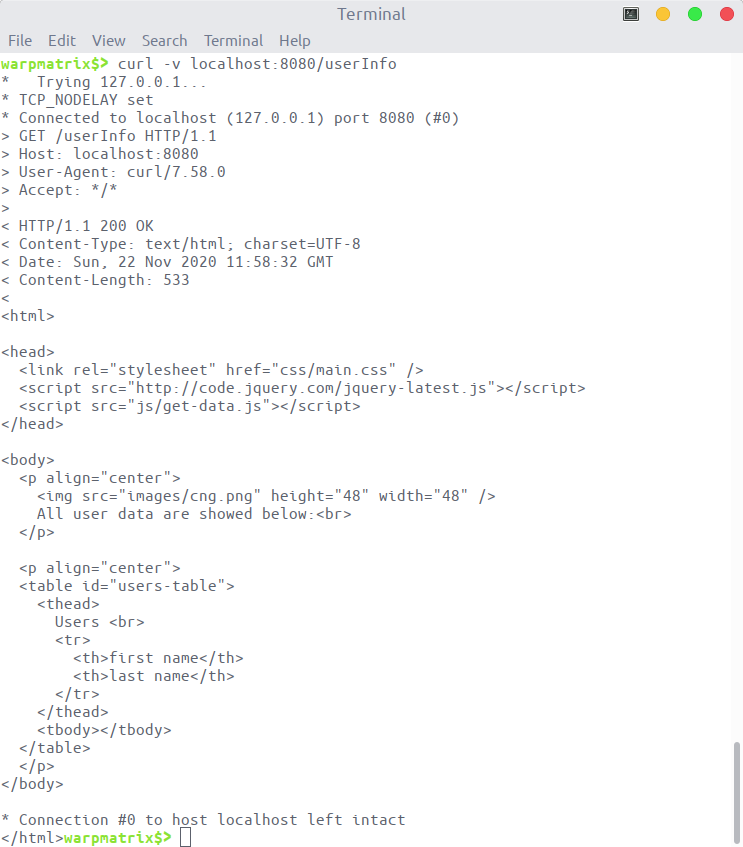 Terminal
File Edit View Search Terminal Help
warpmatrix$> curl -v localhost:8080/userInfo
*   Trying 127.0.0.1...
* TCP_NODELAY set
* Connected to localhost (127.0.0.1) port 8080 (#0)
> GET /userInfo HTTP/1.1
> Host: localhost:8080
> User-Agent: curl/7.58.0
> Accept: */*
>
< HTTP/1.1 200 OK
< Content-Type: text/html; charset=UTF-8
< Date: Sun, 22 Nov 2020 11:58:32 GMT
< Content-Length: 533
<
<html>

<head>
  <link rel="stylesheet" href="css/main.css" />
  <script src="http://code.jquery.com/jquery-latest.js"></script>
  <script src="js/get-data.js"></script>
</head>

<body>
  <p align="center">
    <img src="images/cng.png" height="48" width="48" />
    All user data are showed below:<br>
  </p>

  <p align="center">
  <table id="users-table">
    <thead>
      Users <br>
      <tr>
        <th>first name</th>
        <th>last name</th>
      </tr>
    </thead>
    <tbody></tbody>
  </table>
  </p>
</body>

* Connection #0 to host localhost left intact
</html>warpmatrix$>